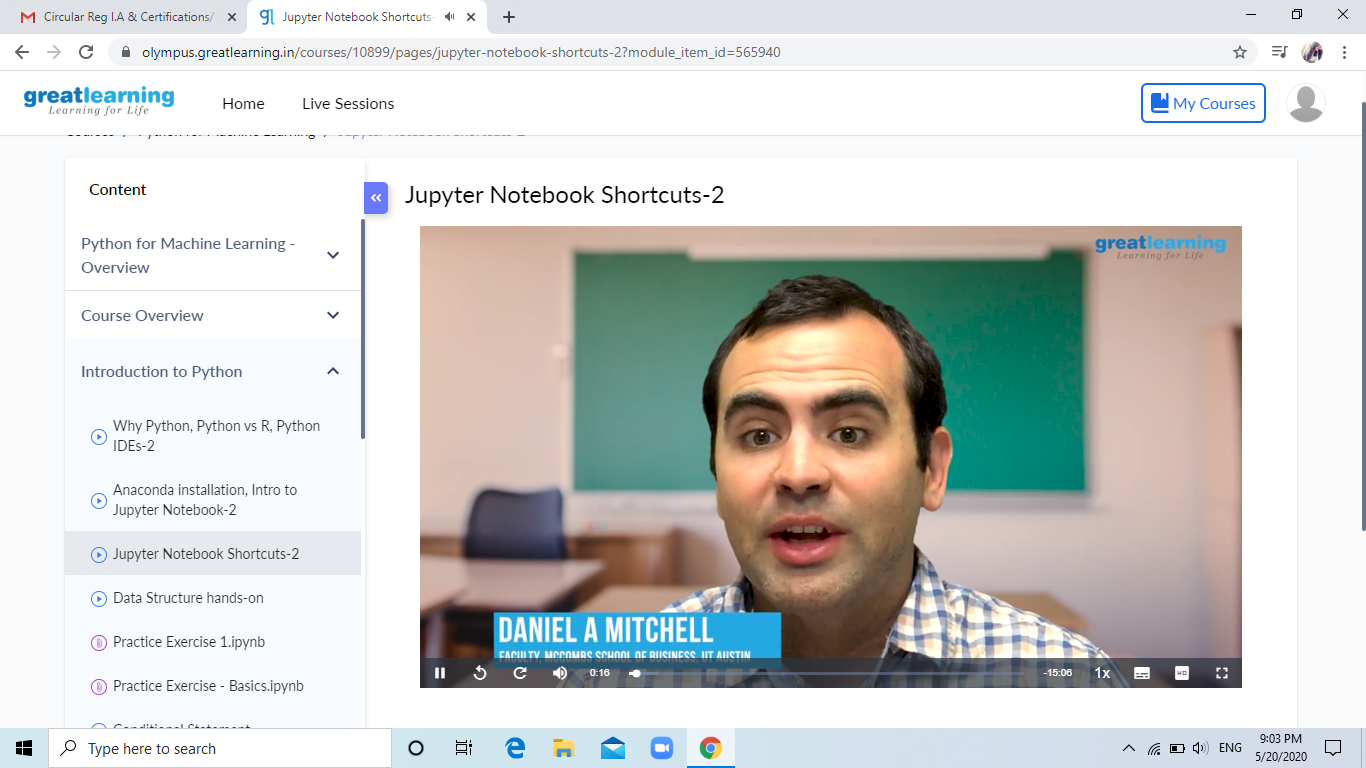 Circular Reg I.A & Certifications/
Jupyter Notebook Shortcuts-
olympus.greatlearning.in/courses/10899/pages/jupyter-notebook-shortcuts-2?module_item_id=565940
greatlearning
Learning for Life
Home
Live Sessions
My Courses
Courses / Python for Machine Learning / Jupyter Notebook Shortcuts-2
Content
Python for Machine Learning -
Overview
Course Overview
Introduction to Python
Why Python, Python vs R, Python
IDEs-2
Anaconda installation, Intro to
Jupyter Notebook-2
Jupyter Notebook Shortcuts-2
Data Structure hands-on
Practice Exercise 1.ipynb
Practice Exercise - Basics.ipynb
Conditional Statement
Jupyter Notebook Shortcuts-2
greatlearning
Learning for Life
DANIEL A MITCHELL
FACULTY, MCCOMBS SCHOOL OF BUSINESS, UT AUSTIN
0:16
-15:06
1x
HD
Type here to search
ENG
9:03 PM
5/20/2020